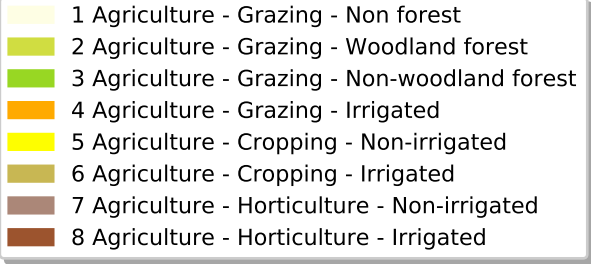 1 Agriculture - Grazing - Non forest
2 Agriculture - Grazing - Woodland forest
3 Agriculture - Grazing - Non-woodland forest
4 Agriculture - Grazing - Irrigated
5 Agriculture - Cropping - Non-irrigated
6 Agriculture - Cropping - Irrigated
7 Agriculture - Horticulture - Non-irrigated
8 Agriculture - Horticulture - Irrigated